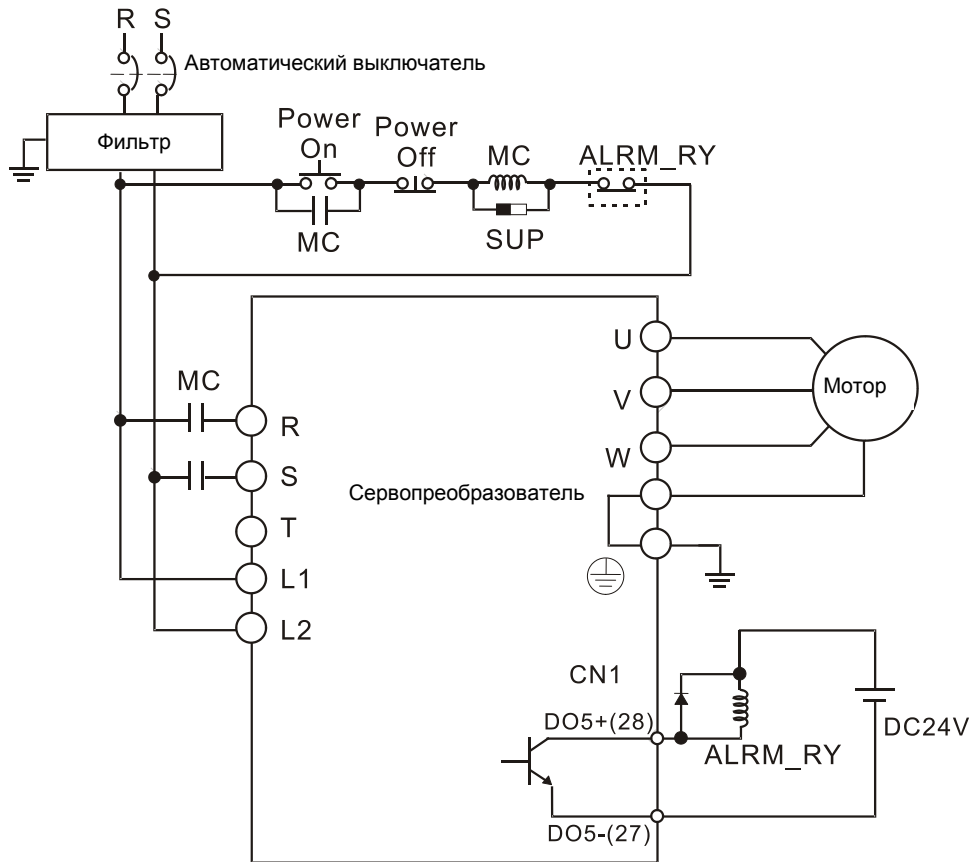 R S
Автоматический выключатель
Фильтр
Power
On
Power
Off
MC
ALRM_RY
MC
SUP
MC
R
S
T
L1
L2
U
V
W
Мотор
Сервопреобразователь
CN1
DO5+(28)
ALRM_RY
DC24V
DO5-(27)